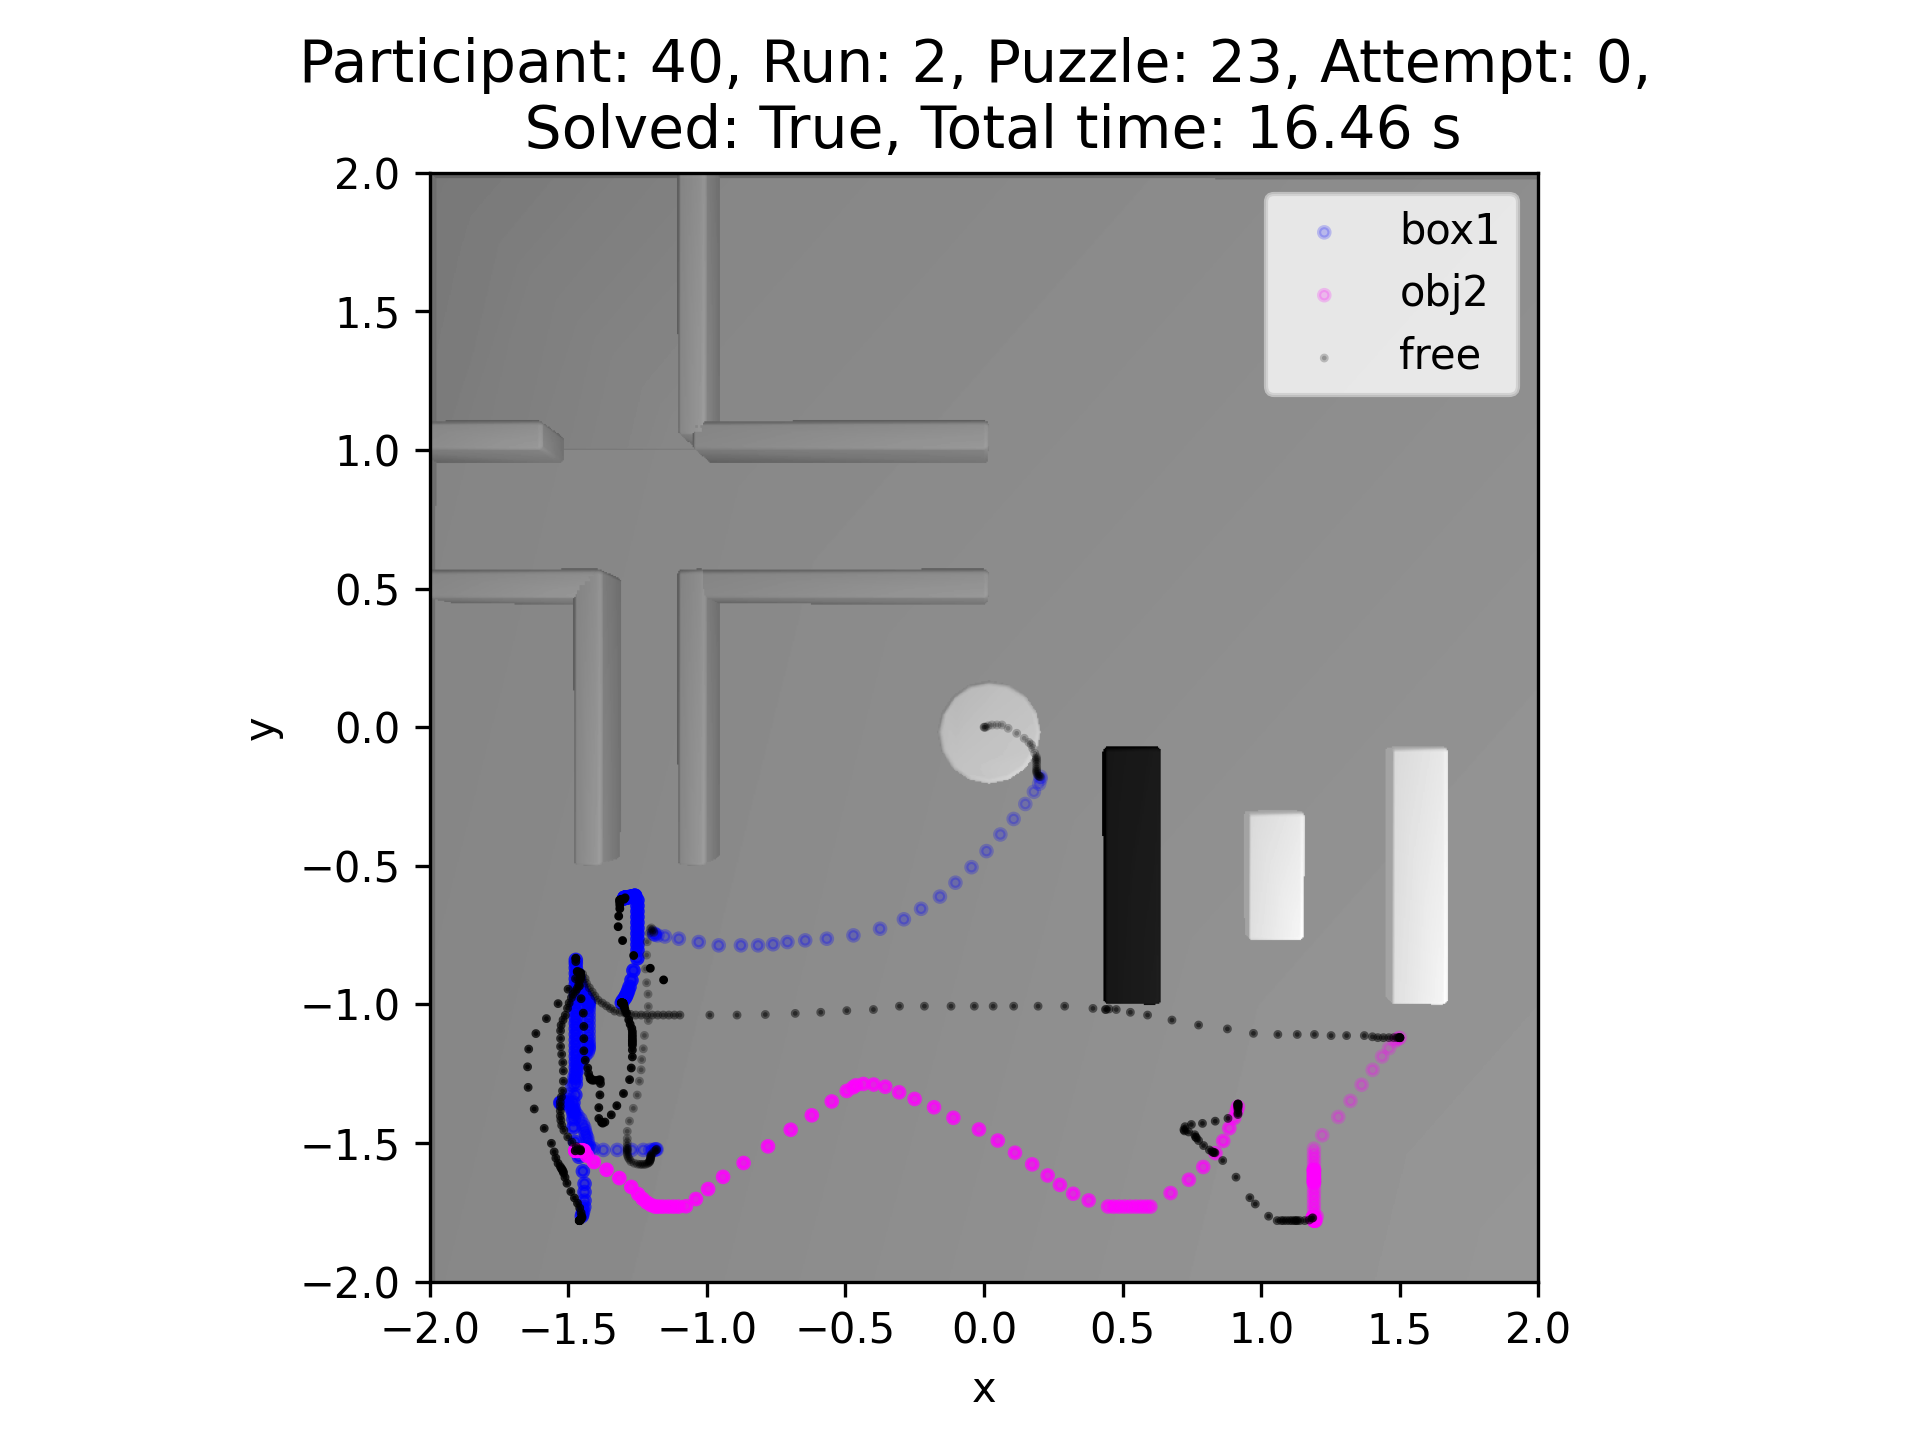 Participant: 40, Run: 2, Puzzle: 23, Attempt: 0,
Solved: True, Total time: 16.46 s
box1
obj2
free
2.0
1.5
1.0
0.5
0.0
−0.5
−1.0
−1.5
−2.0
y
−2.0 −1.5 −1.0 −0.5 0.0 0.5 1.0 1.5 2.0
x